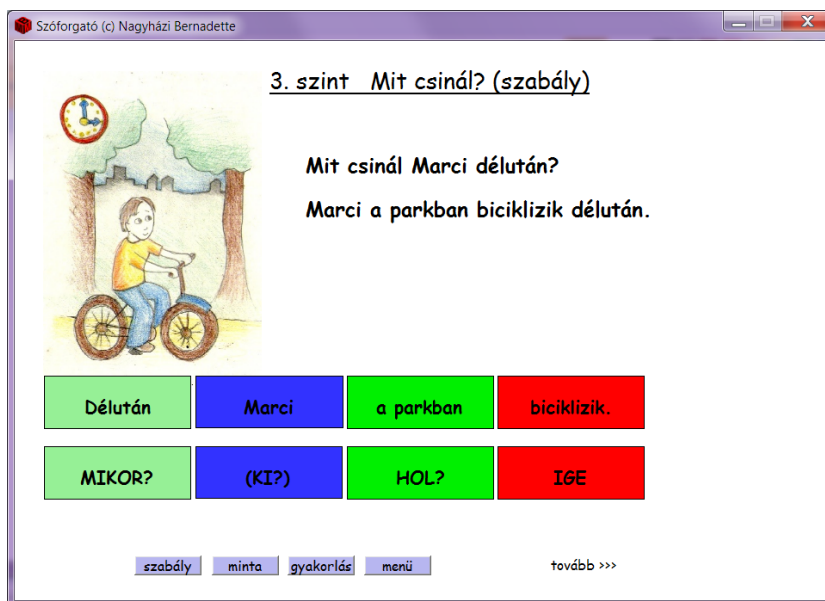 Szóforgató (c) Nagyházi Bernadette
3. szint Mit csinál? (szabály)
Mit csinál Marci délután?
Marci a parkban biciklizik délután.
Délután Marci a parkban biciklizik.
MIKOR? (KI?) HOL? IGE
szabály minta gyakorlás menü tovább >>>